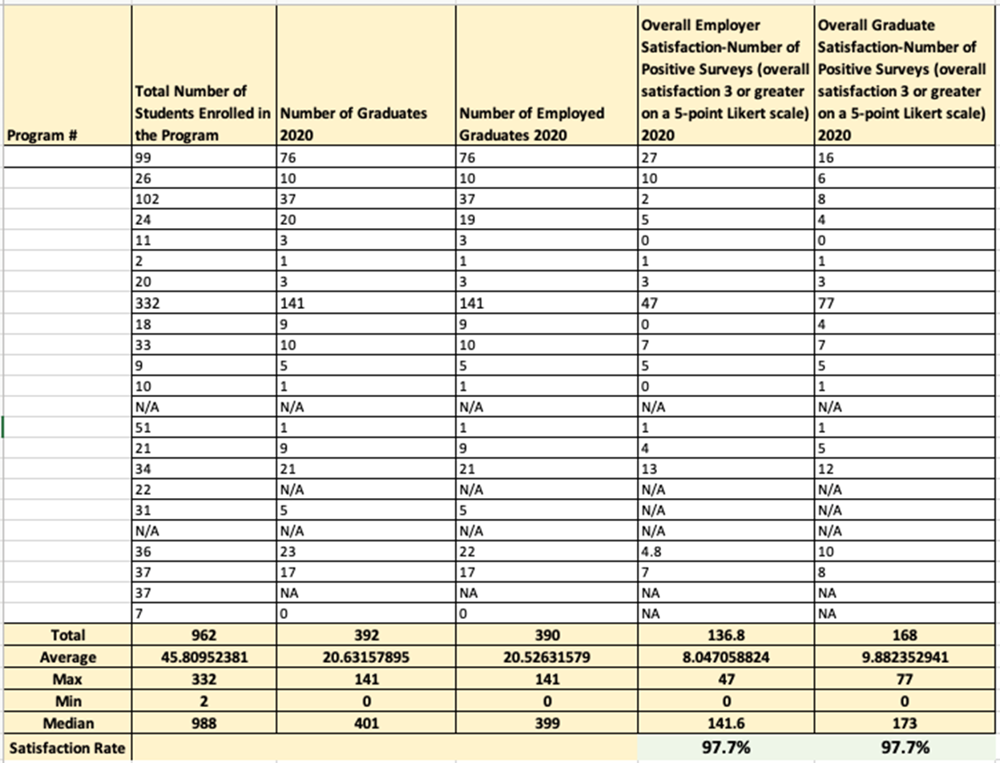 Program # Total Number of Students Enrolled in the Program Number of Graduates 2020 Number of Employed Graduates 2020 Overall Employer Satisfaction-Number of Positive Surveys (overall satisfaction 3 or greater on a 5-point Likert scale) 2020 Overall Graduate Satisfaction-Number of Positive Surveys (overall satisfaction 3 or greater on a 5-point Likert scale) 2020
99 76 76 27 16
26 10 10 10 6
102 37 37 2 8
24 20 19 5 4
11 3 3 0 0
2 1 1 1 1
20 3 3 3 3
332 141 141 47 77
18 9 9 0 4
33 10 10 7 7
9 5 5 5 5
10 1 1 0 1
N/A N/A N/A N/A N/A
51 1 1 1 1
21 9 9 4 5
34 21 21 13 12
22 N/A N/A N/A N/A
31 5 5 N/A N/A
N/A N/A N/A N/A N/A
36 23 22 4.8 10
37 17 17 7 8
37 NA NA NA NA
7 0 0 NA NA
Total 962 392 390 136.8 168
Average 45.80952381 20.63157895 20.52631579 8.047058824 9.882352941
Max 332 141 141 47 77
Min 2 0 0 0 0
Median 988 401 399 141.6 173
Satisfaction Rate 97.7% 97.7%